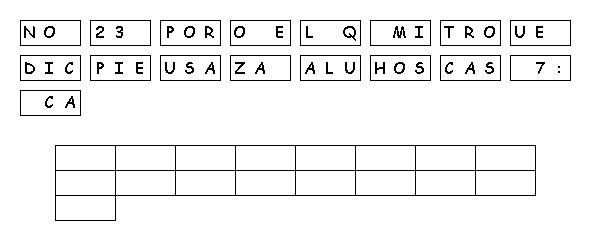 NO 23 POR O E L Q MI TRO UE
DIC PIE USA ZA ALU HOS CAS 7:
CA